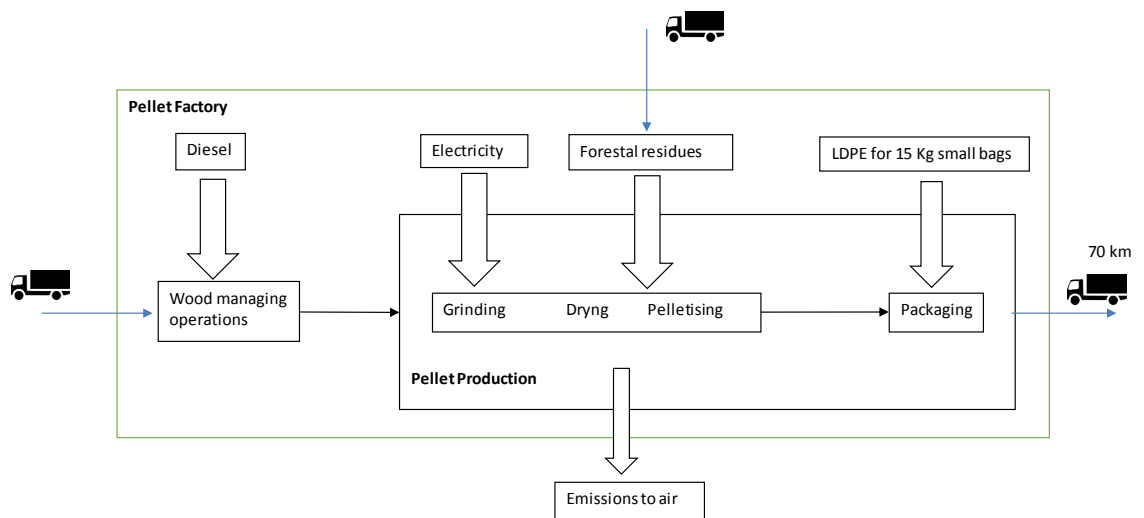 Pellet Factory
Diesel
Electricity
Forestal residues
LDPE for 15 Kg small bags
70 km
Wood managing
operations
Grinding Dryng Pelletising
Packaging
Pellet Production
Emissions to air